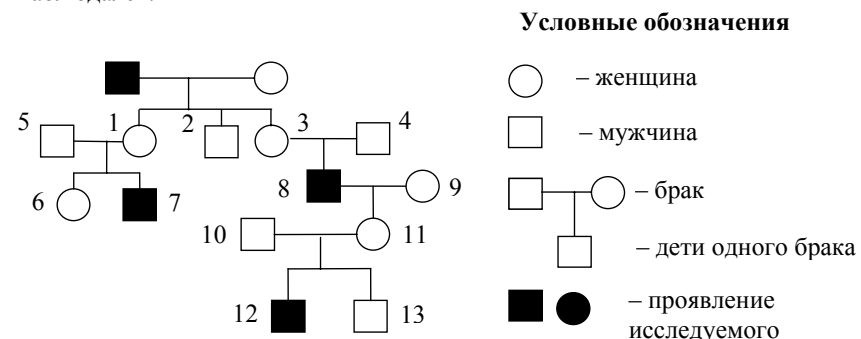 Условные обозначения
– женщина
– мужчина
– брак
– дети одного брака
– проявление
исследуемого
5
1
2
3
4
6
7
8
9
10
11
12
13